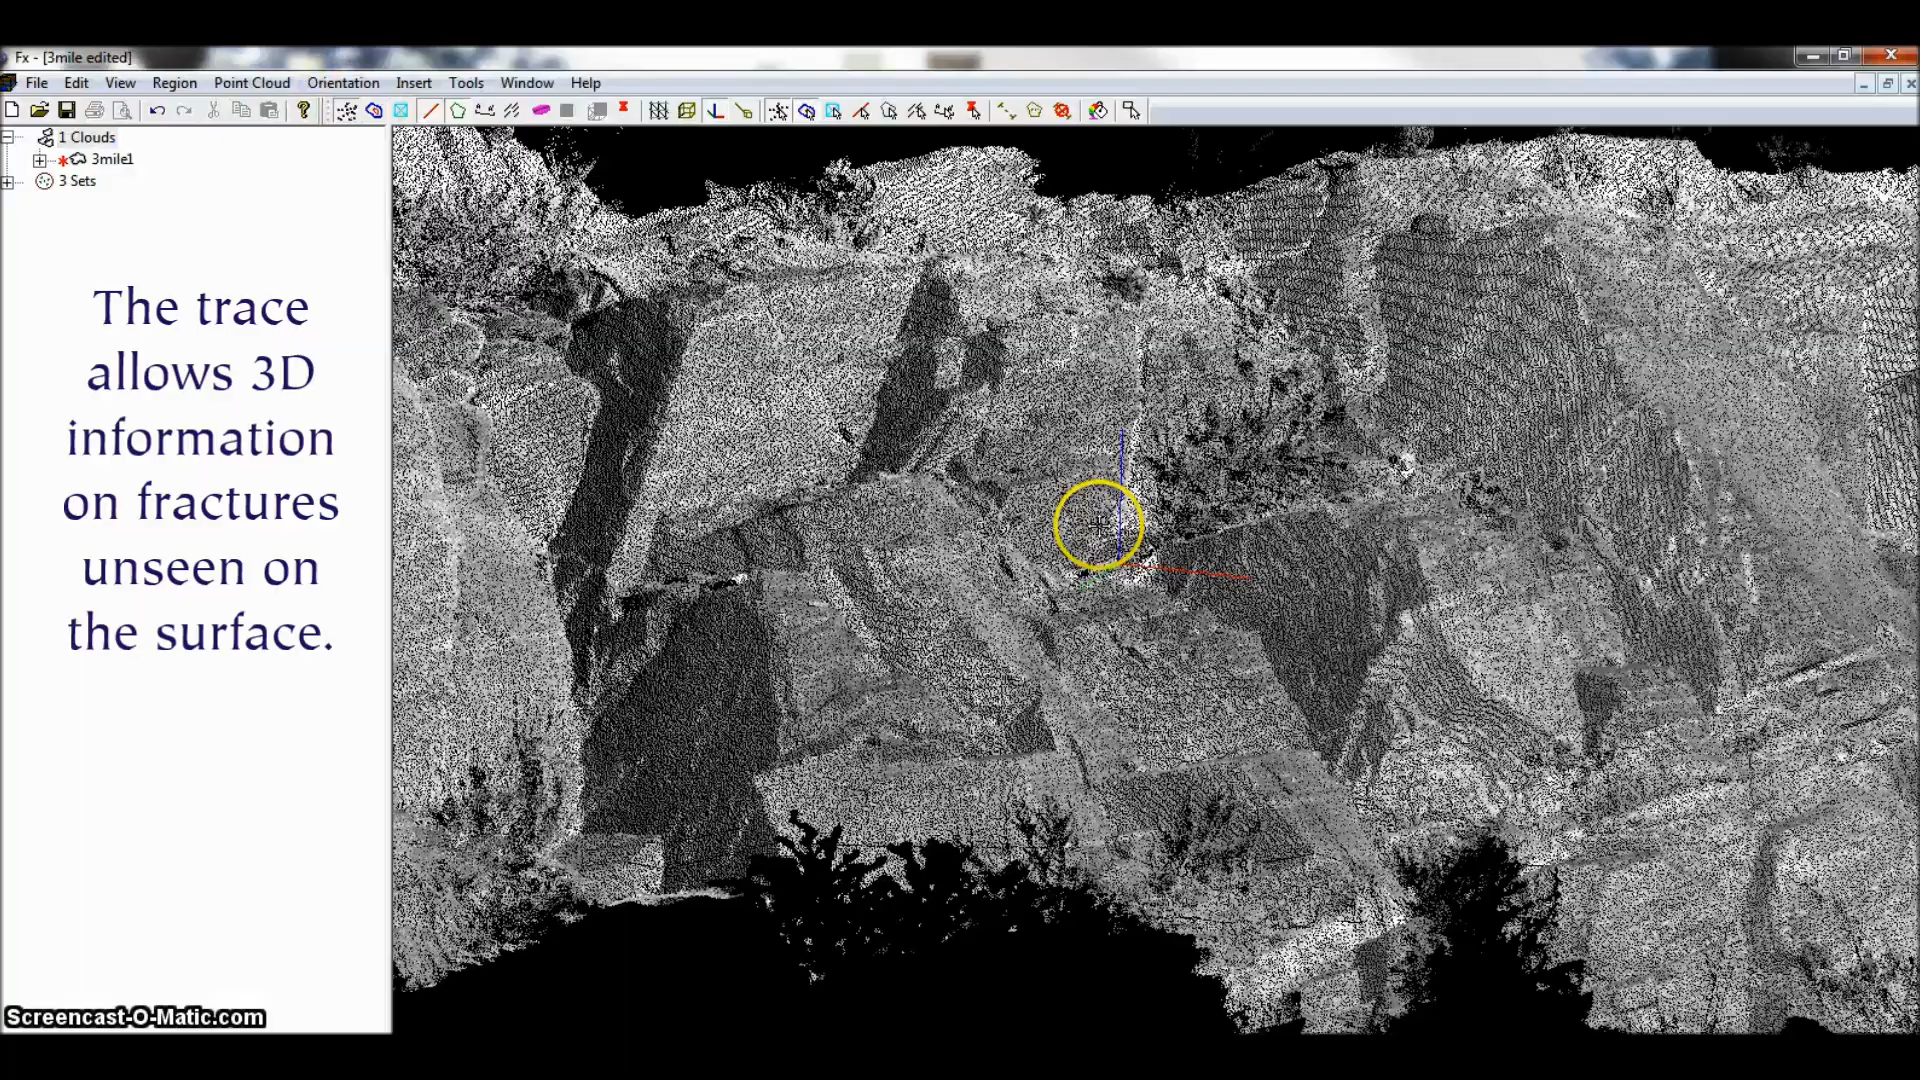 Fx - [3mile edited]
File Edit View Region Point Cloud Orientation Insert Tools Window Help
1 Clouds
3mile1
3 Sets
The trace
allows 3D
information
on fractures
unseen on
the surface.
Screencast-O-Matic.com